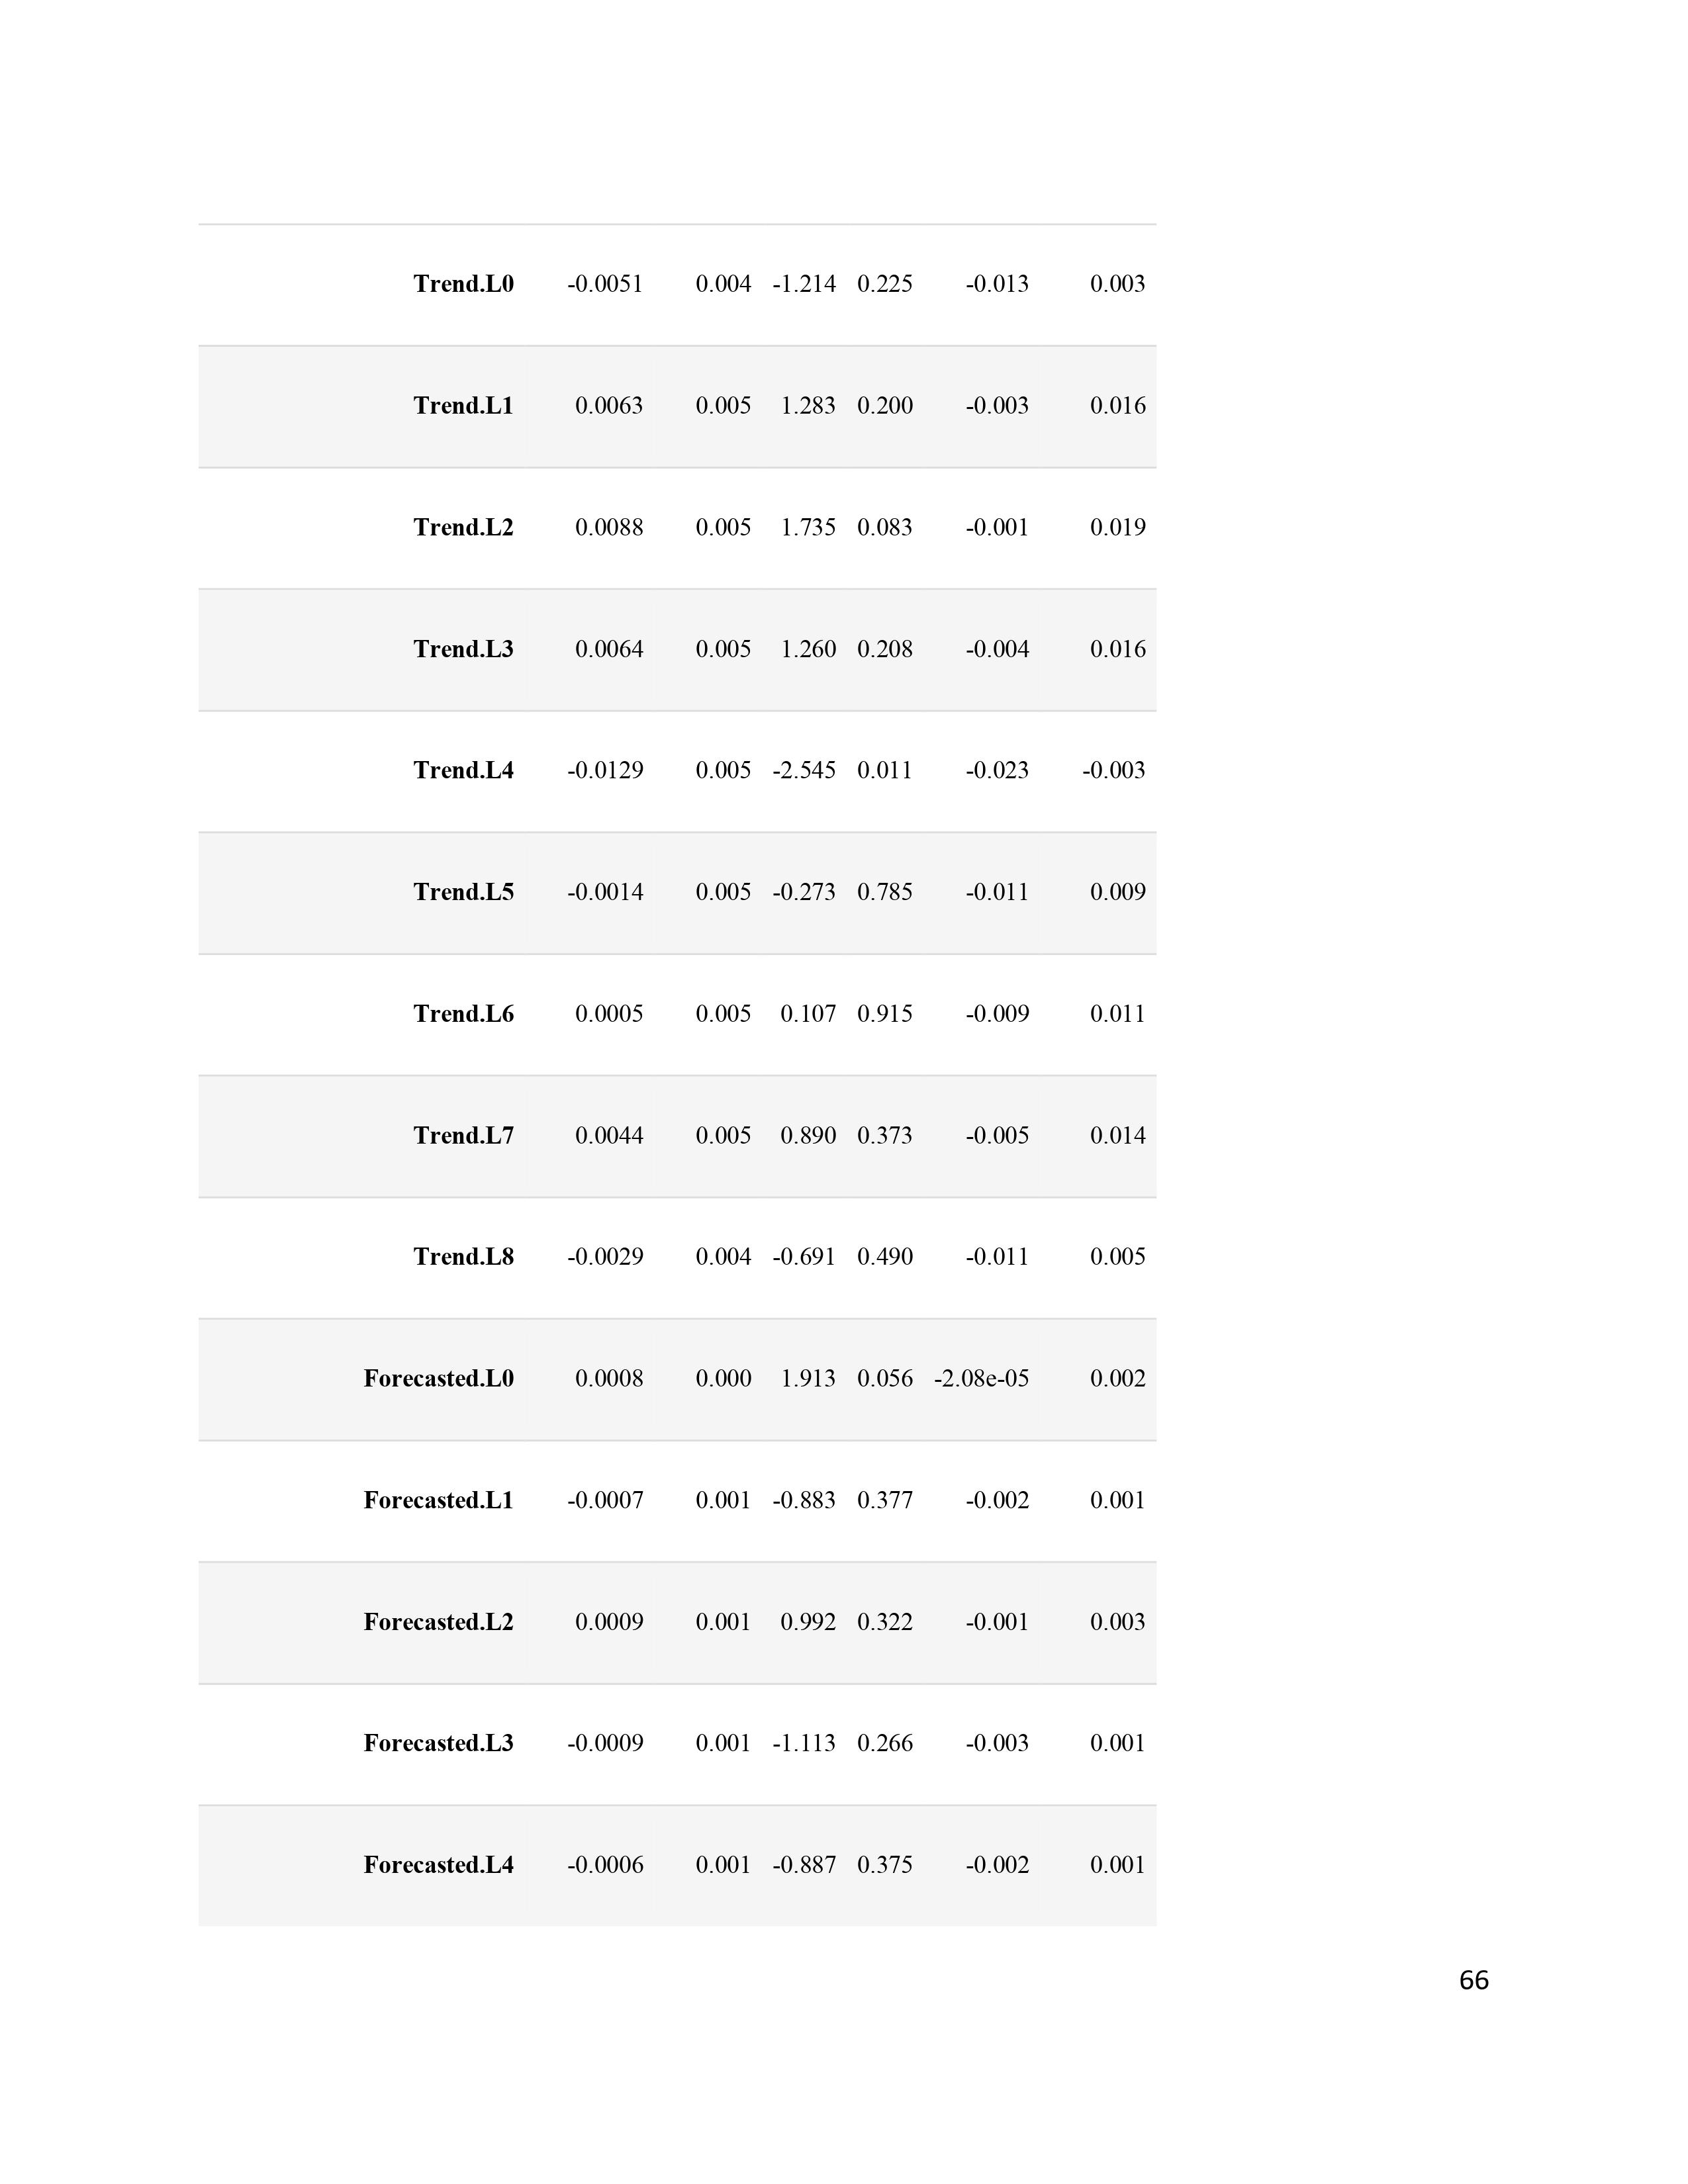 Trend.L0 -0.0051 0.004 -1.214 0.225 -0.013 0.003
Trend.L1 0.0063 0.005 1.283 0.200 -0.003 0.016
Trend.L2 0.0088 0.005 1.735 0.083 -0.001 0.019
Trend.L3 0.0064 0.005 1.260 0.208 -0.004 0.016
Trend.L4 -0.0129 0.005 -2.545 0.011 -0.023 -0.003
Trend.L5 -0.0014 0.005 -0.273 0.785 -0.011 0.009
Trend.L6 0.0005 0.005 0.107 0.915 -0.009 0.011
Trend.L7 0.0044 0.005 0.890 0.373 -0.005 0.014
Trend.L8 -0.0029 0.004 -0.691 0.490 -0.011 0.005
Forecasted.L0 0.0008 0.000 1.913 0.056 -2.08e-05 0.002
Forecasted.L1 -0.0007 0.001 -0.883 0.377 -0.002 0.001
Forecasted.L2 0.0009 0.001 0.992 0.322 -0.001 0.003
Forecasted.L3 -0.0009 0.001 -1.113 0.266 -0.003 0.001
Forecasted.L4 -0.0006 0.001 -0.887 0.375 -0.002 0.001
66